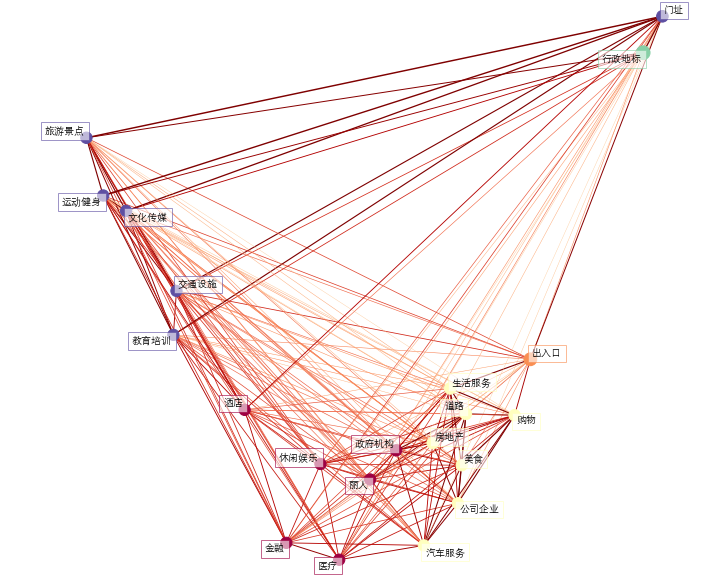 门址
行政地标
旅游景点
运动健身
文化传媒
交通设施
教育培训
出入口
生活服务
酒店
道路
购物
房地产
政府机构
休闲娱乐
美食
丽人
公司企业
金融
汽车服务
医疗